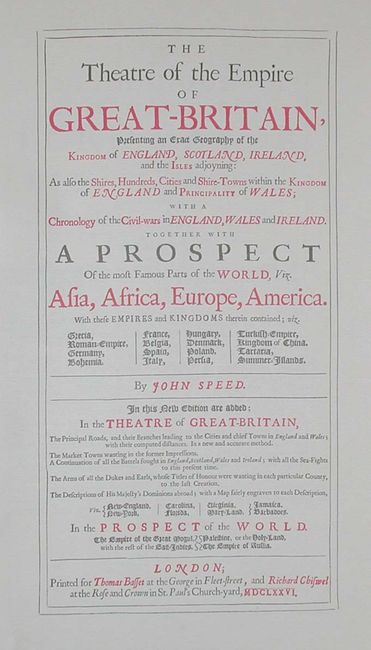 THE
Theatre of the Empire
OF
GREAT-BRITAIN,
Presenting an Exact Geography of the
KINGDOM of ENGLAND, SCOTLAND, IRELAND,
and the ISLES adjoyning:
As also the Shires, Hundreds, Cities and Shire-Towns within the KINGDOM
of ENGLAND and PRINCIPALITY of WALES;
WITH A
Chronology of the Civil-wars in ENGLAND, WALES and IRELAND.
TOGETHER WITH
A PROSPECT
Of the most Famous Parts of the WORLD, Viz.
Asia, Africa, Europe, America.
With these EMPIRES and KINGDOMS therein contained; viz.
Grecia, France, Hungary, Turkish-Empire,
Roman-Empire, Belgia, Denmark, Kingdom of China.
Germany, Spain, Poland, Tartaria,
Bohemia. Italy, Persia, Summer-Islands.
By JOHN SPEED.
In this New Edition are added:
In the THEATRE of GREAT-BRITAIN,
The Principal Roads, and their Branches leading to the Cities and chief Towns in England and Wales;
with their computed distances. In a new and accurate method.
The Market Towns wanting in the former Impressions.
A Continuation of all the Battels fought in England, Scotland, Wales and Ireland; with all the Sea-Fights
to this present time.
The Arms of all the Dukes and Earls, whose Titles of Honour were wanting in each particular County,
to the last Creation.
The Descriptions of His Majesty's Dominions abroad; with a Map fairly engraven to each Description,
Viz. New-England, Carolina, Virginia, Jamaica,
New-York, Florida, Mary-Land, Barbadoes.
In the PROSPECT of the WORLD.
The Empire of the Great Mogul, Palestine, or the Holy-Land,
with the rest of the East-Indies. The Empire of Russia.
LONDON;
Printed for Thomas Basset at the George in Fleet-street, and Richard Chiswel
at the Rose and Crown in St. Paul's Church-yard, MDCLXXVI.